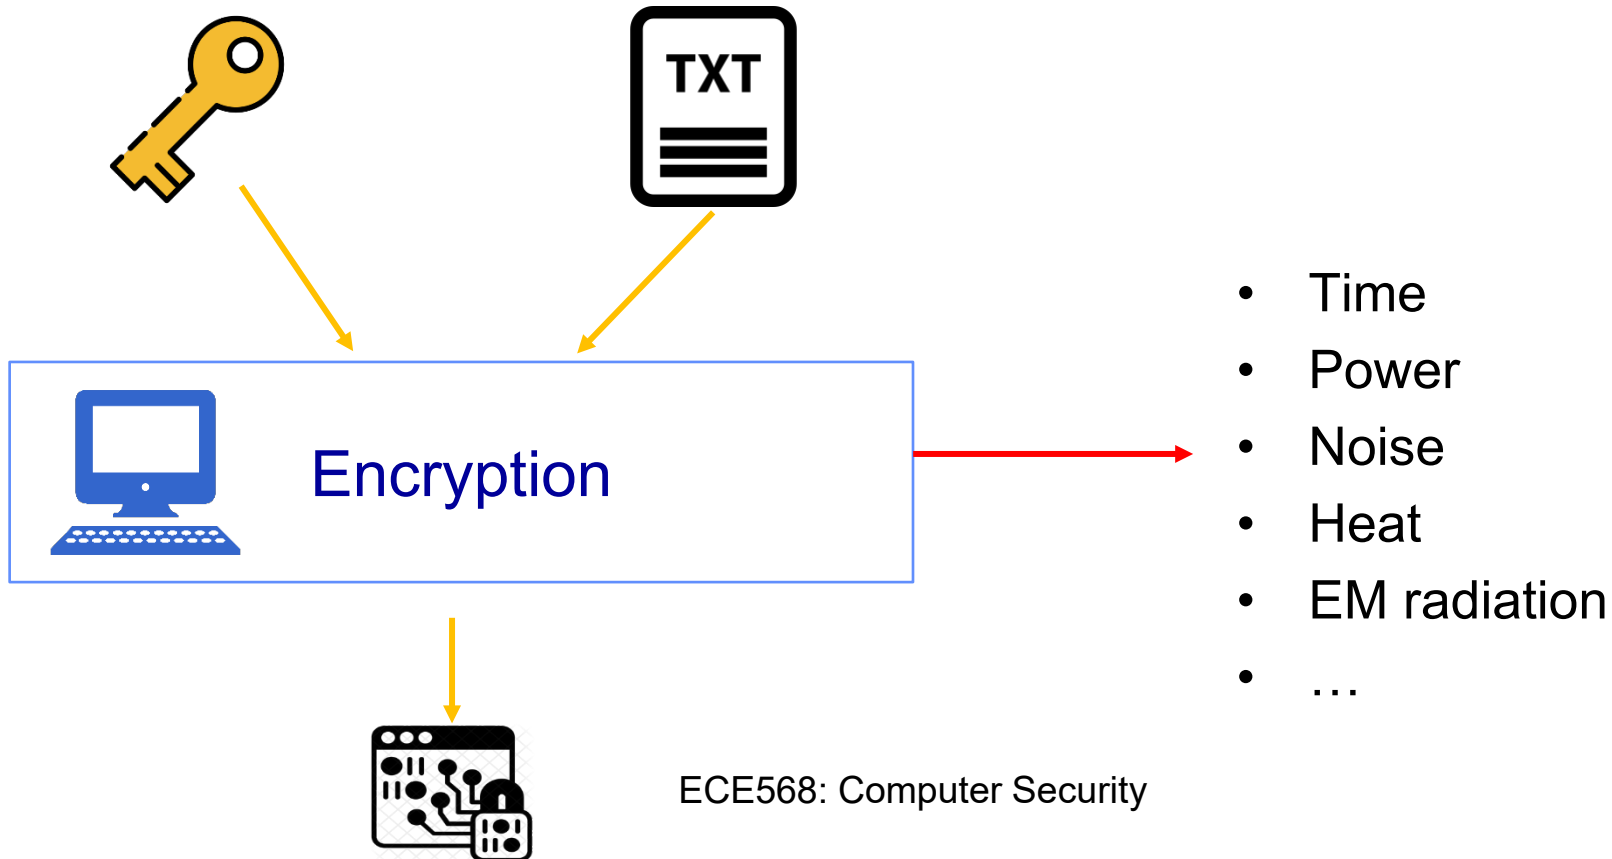 TXT
Encryption
• Time
• Power
• Noise
• Heat
• EM radiation
• …
ECE568: Computer Security